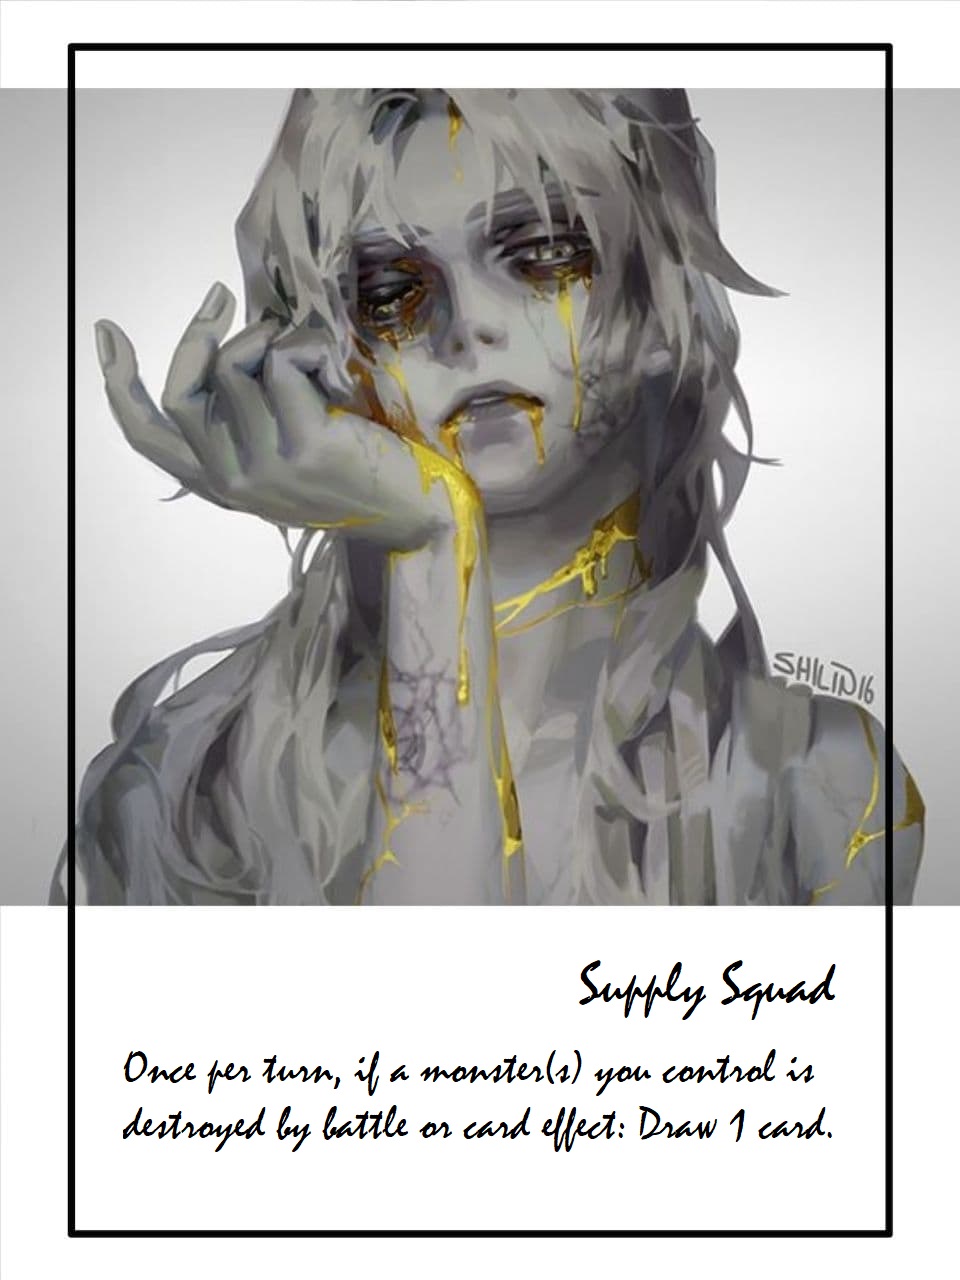 SHILIN16
Supply Squad
Once per turn, if a monster(s) you control is
destroyed by battle or card effect: Draw 1 card.